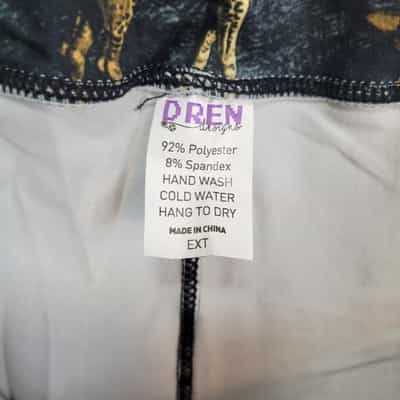 DREN
designs
92% Polyester
8% Spandex
HAND WASH
COLD WATER
HANG TO DRY
MADE IN CHINA
EXT